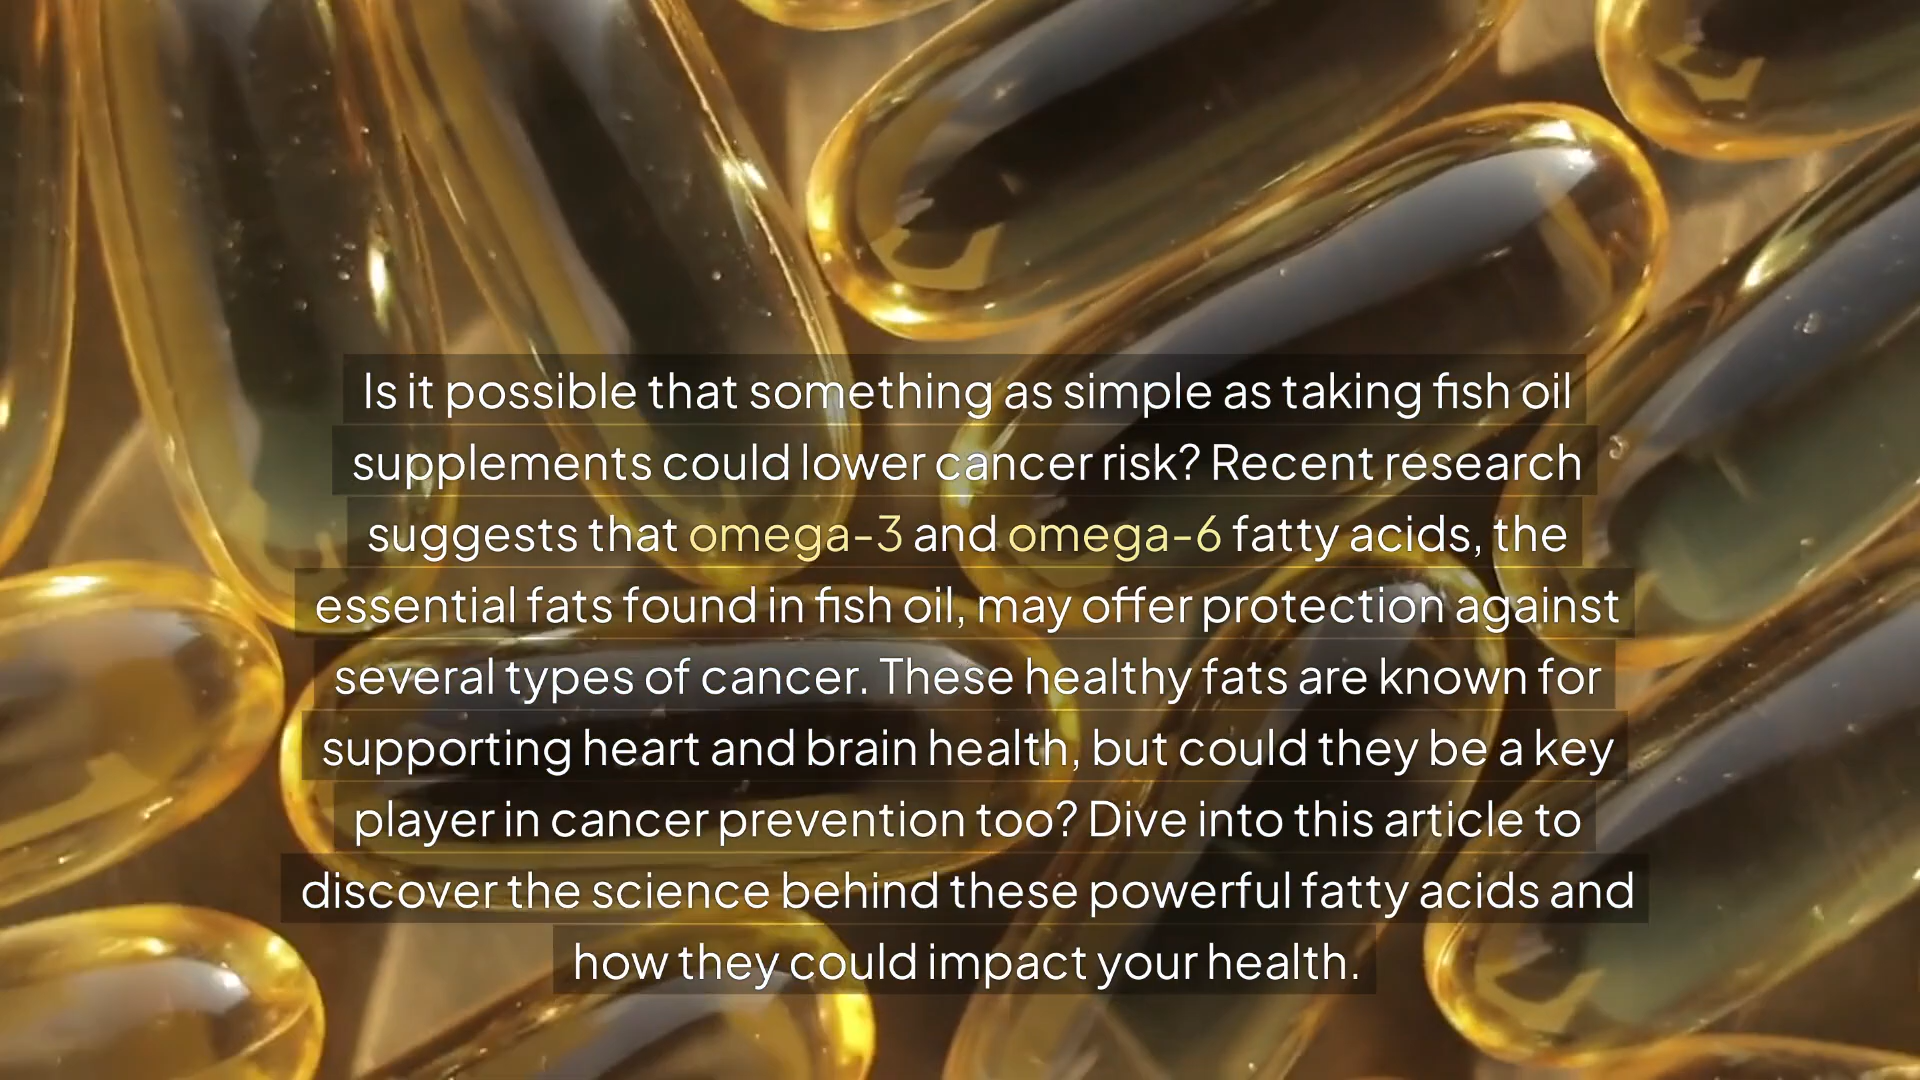 Is it possible that something as simple as taking fish oil
supplements could lower cancer risk? Recent research
suggests that omega-3 and omega-6 fatty acids, the
essential fats found in fish oil, may offer protection against
several types of cancer. These healthy fats are known for
supporting heart and brain health, but could they be a key
player in cancer prevention too? Dive into this article to
discover the science behind these powerful fatty acids and
how they could impact your health.